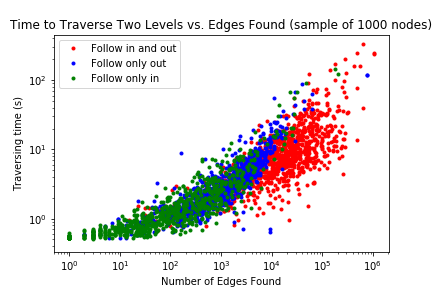 Time to Traverse Two Levels vs. Edges Found (sample of 1000 nodes)
Follow in and out
Follow only out
Follow only in
Traversing time (s)
10²
10¹
10⁰
10⁰ 10¹ 10² 10³ 10⁴ 10⁵ 10⁶
Number of Edges Found